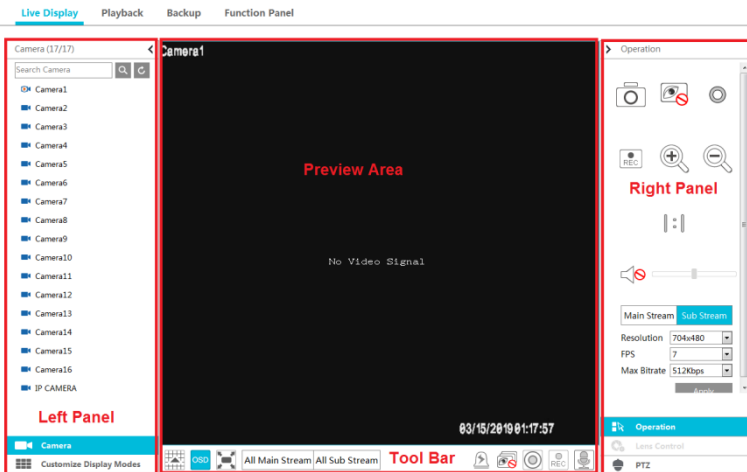 Live Display Playback Backup Function Panel
Camera (17/17)
Search Camera
Camera1
Camera2
Camera3
Camera4
Camera5
Camera6
Camera7
Camera8
Camera9
Camera10
Camera11
Camera12
Camera13
Camera14
Camera15
Camera16
IP CAMERA
Left Panel
Camera
Customize Display Modes
Camera1
Preview Area
No Video Signal
03/15/2019 01:17:57
OSD All Main Stream All Sub Stream Tool Bar REC
Operation
REC
Right Panel
1:1
Main Stream Sub Stream
Resolution 704x480
FPS 7
Max Bitrate 512Kbps
Apply
Operation
Lens Control
PTZ